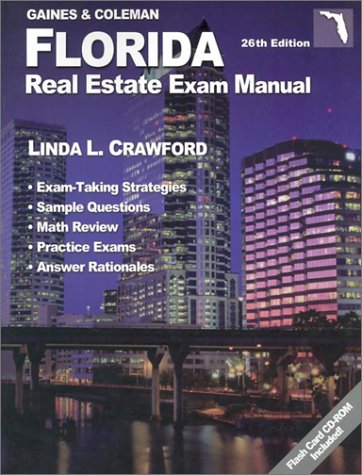 GAINES & COLEMAN
FLORIDA
26th Edition
Real Estate Exam Manual
LINDA L. CRAWFORD
• Exam-Taking Strategies
• Sample Questions
• Math Review
• Practice Exams
• Answer Rationales
Flash Card CD-ROM
Included!